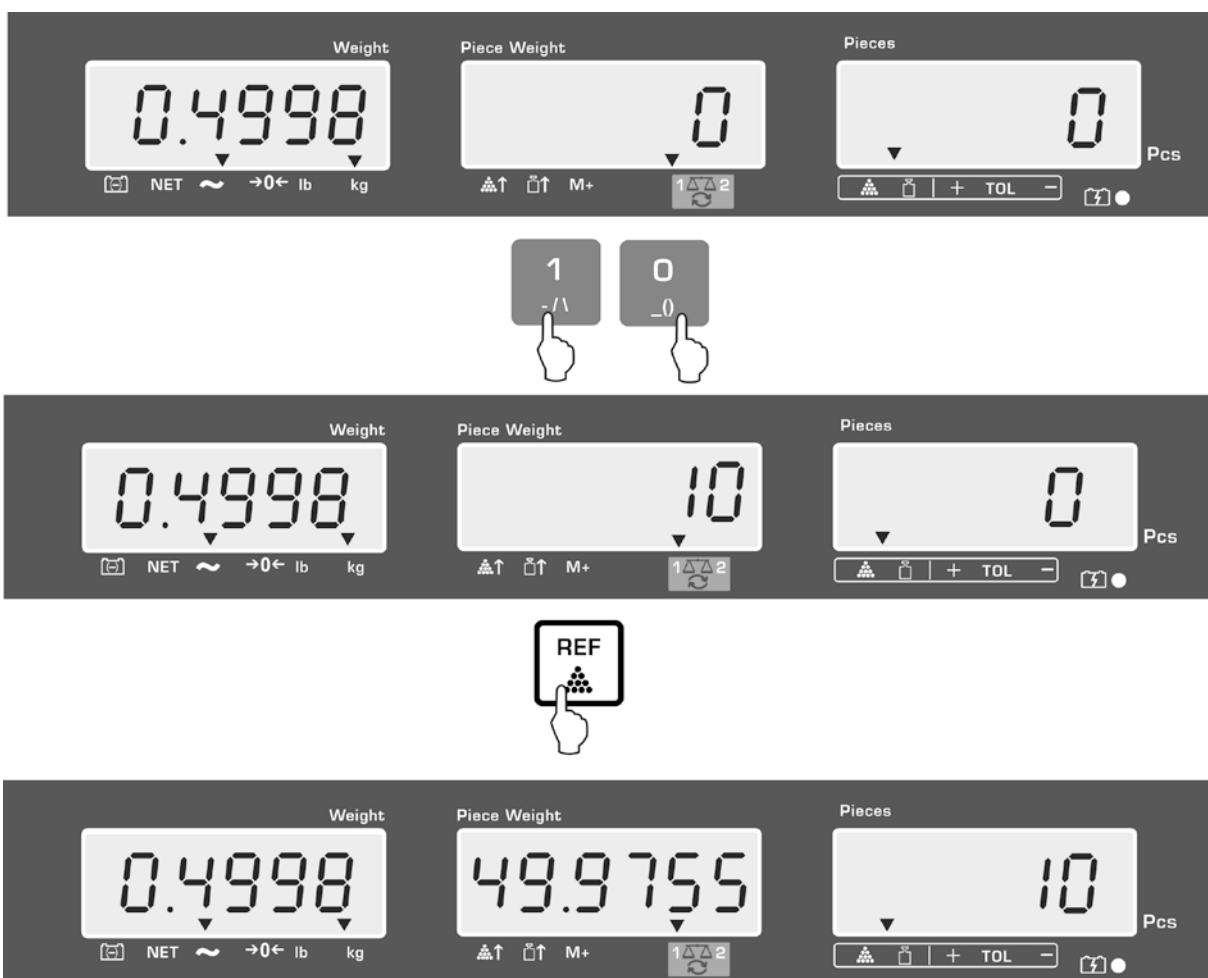 Weight Piece Weight Pieces
0.4998 0 0
Pcs
NET →0← lb kg M+ 1 2 + TOL −
1 0
- / \ _()
Weight Piece Weight Pieces
0.4998 10 0
Pcs
NET →0← lb kg M+ 1 2 + TOL −
REF
Weight Piece Weight Pieces
0.4998 49.9755 10
Pcs
NET →0← lb kg M+ 1 2 + TOL −